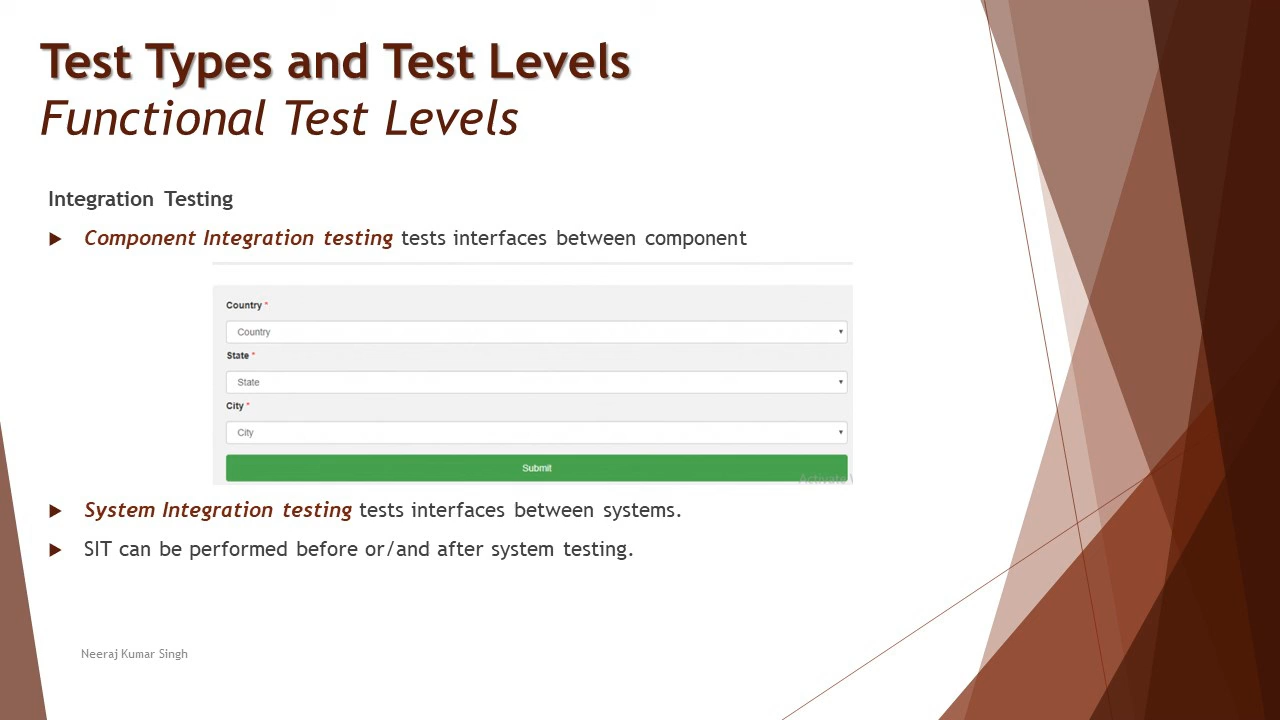 Test Types and Test Levels
Functional Test Levels
Integration Testing
Component Integration testing tests interfaces between component
Country *
Country
State *
State
City *
City
Submit
Activate
System Integration testing tests interfaces between systems.
SIT can be performed before or/and after system testing.
Neeraj Kumar Singh